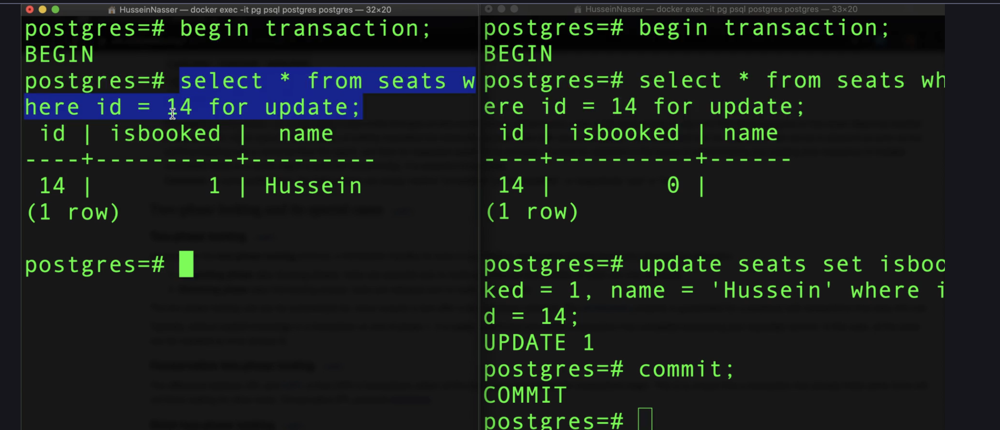 HusseinNasser — docker exec -it pg psql postgres postgres — 32×20
postgres=# begin transaction;
BEGIN
postgres=# select * from seats w
here id = 14 for update;
 id | isbooked |  name
----+----------+---------
 14 |        1 | Hussein
(1 row)
postgres=#
HusseinNasser — docker exec -it pg psql postgres postgres — 33×20
postgres=# begin transaction;
BEGIN
postgres=# select * from seats wh
ere id = 14 for update;
 id | isbooked | name
----+----------+------
 14 |        0 |
(1 row)
postgres=# update seats set isboo
ked = 1, name = 'Hussein' where i
d = 14;
UPDATE 1
postgres=# commit;
COMMIT
postgres=#